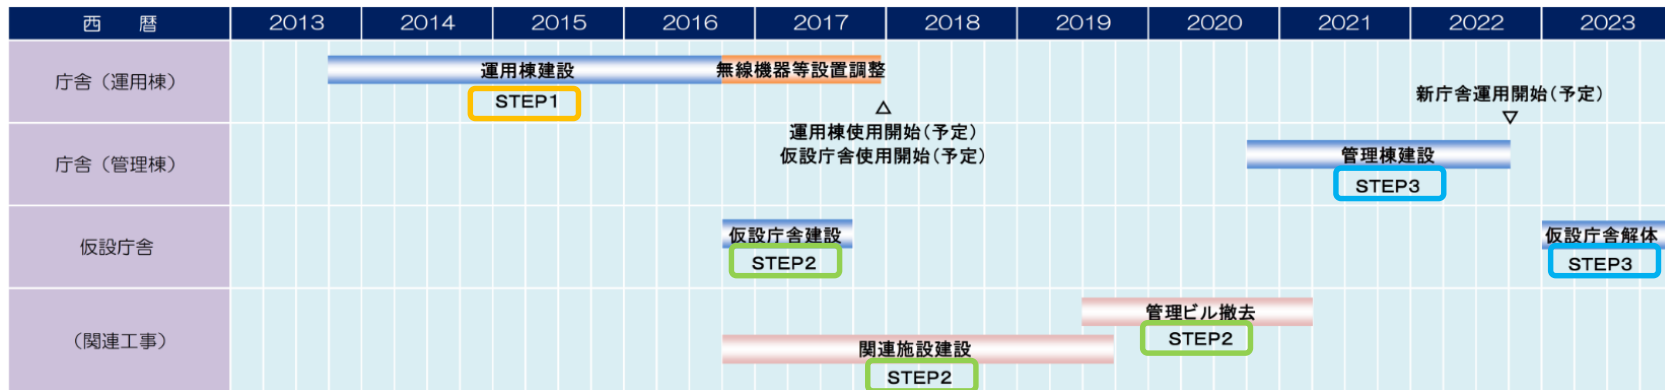 西 暦 2013 2014 2015 2016 2017 2018 2019 2020 2021 2022 2023
庁舎（運用棟）
運用棟建設
無線機器等設置調整
STEP1
運用棟使用開始（予定）
仮設庁舎使用開始（予定）
新庁舎運用開始（予定）
庁舎（管理棟）
管理棟建設
STEP3
仮設庁舎
仮設庁舎建設
STEP2
仮設庁舎解体
STEP3
（関連工事）
管理ビル撤去
STEP2
関連施設建設
STEP2